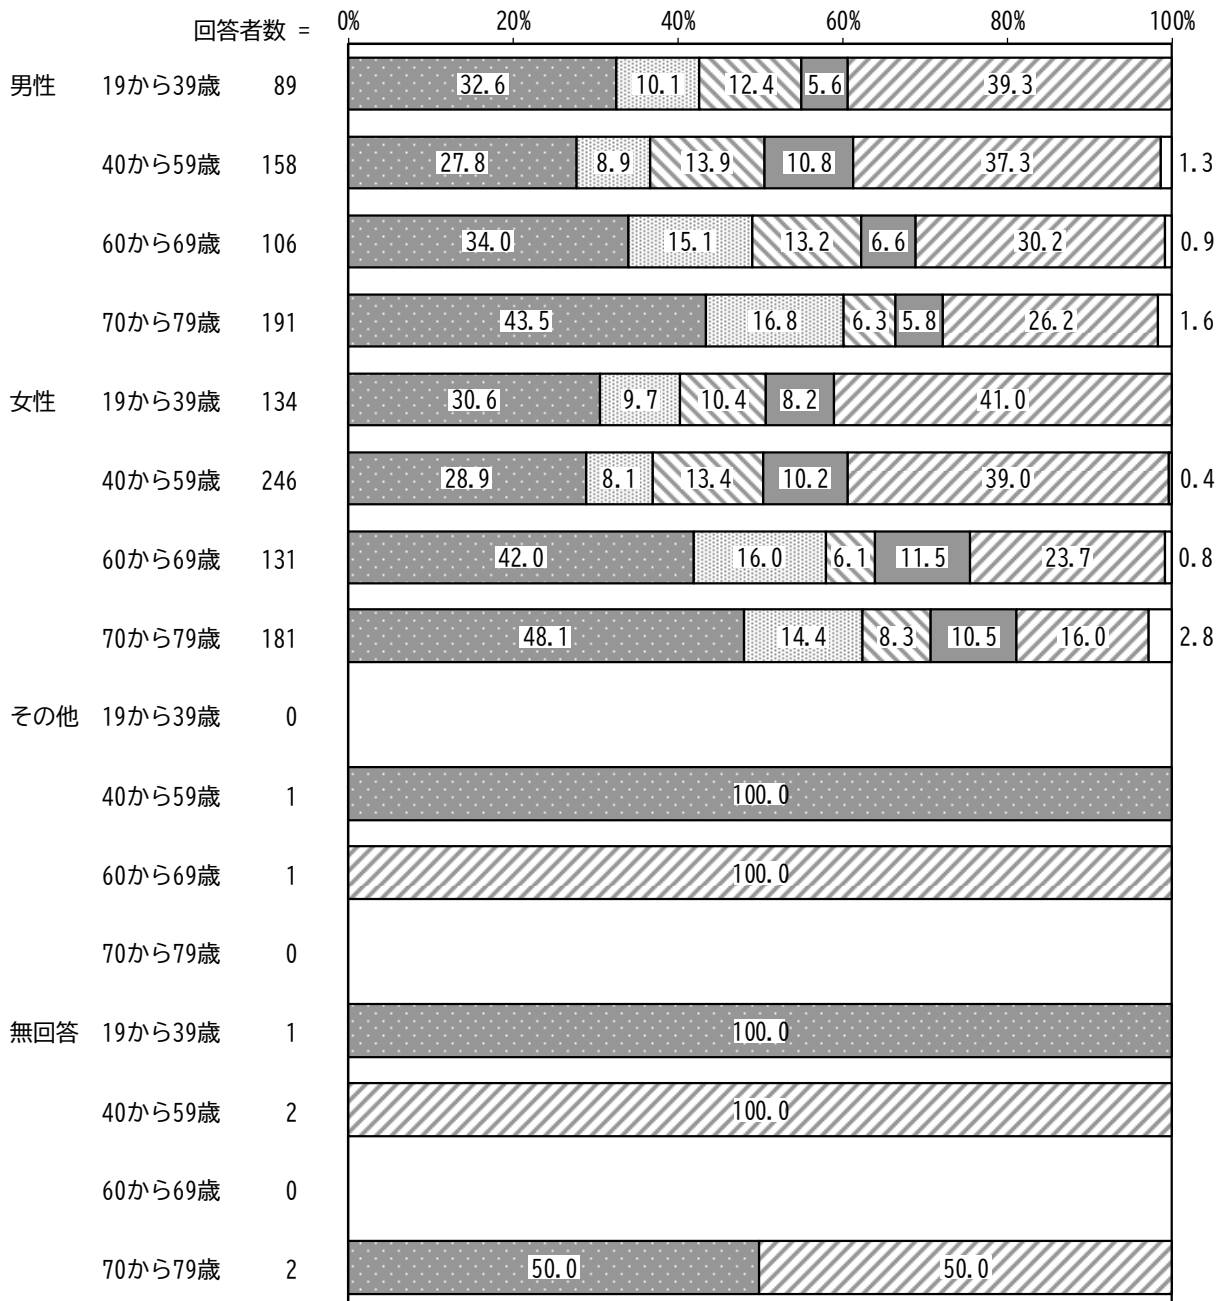 0% 20% 40% 60% 80% 100%
回答者数 =
男性 19から39歳 89 32.6 10.1 12.4 5.6 39.3
40から59歳 158 27.8 8.9 13.9 10.8 37.3 1.3
60から69歳 106 34.0 15.1 13.2 6.6 30.2 0.9
70から79歳 191 43.5 16.8 6.3 5.8 26.2 1.6
女性 19から39歳 134 30.6 9.7 10.4 8.2 41.0
40から59歳 246 28.9 8.1 13.4 10.2 39.0 0.4
60から69歳 131 42.0 16.0 6.1 11.5 23.7 0.8
70から79歳 181 48.1 14.4 8.3 10.5 16.0 2.8
その他 19から39歳 0
40から59歳 1 100.0
60から69歳 1 100.0
70から79歳 0
無回答 19から39歳 1 100.0
40から59歳 2 100.0
60から69歳 0
70から79歳 2 50.0 50.0